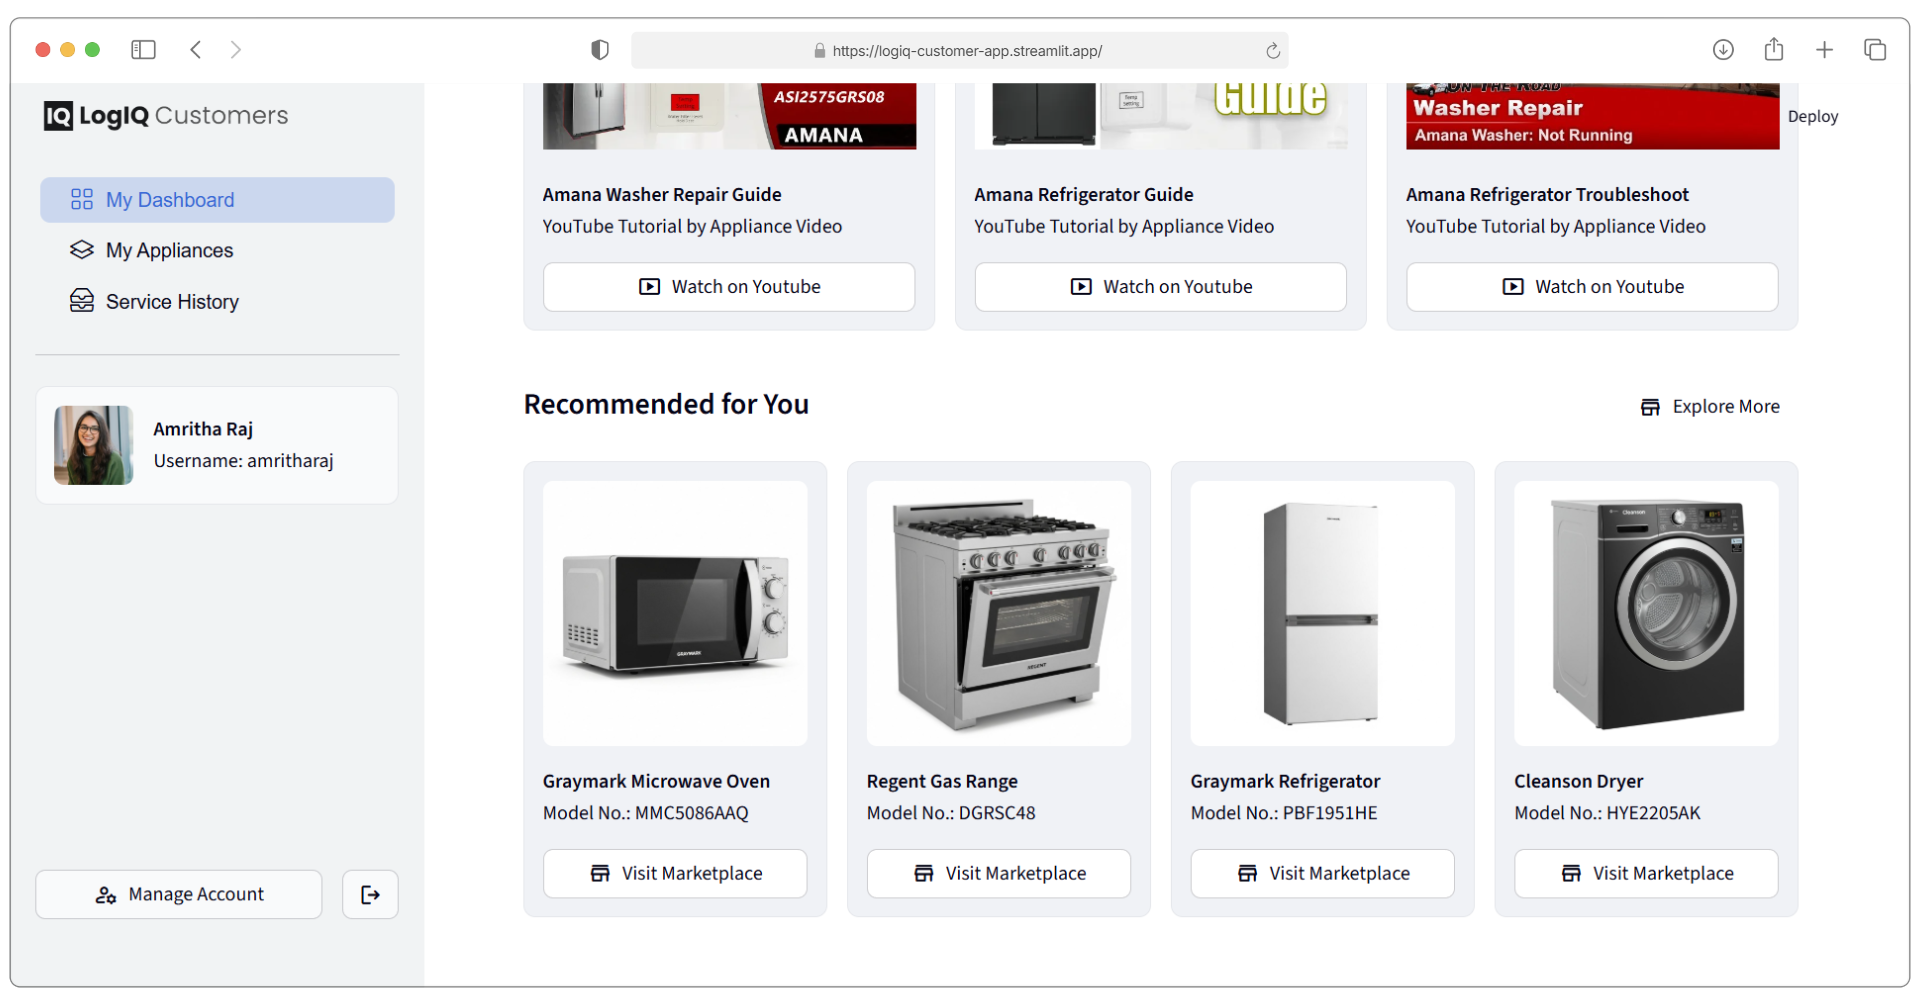 https://logiq-customer-app.streamlit.app/
IQ LogIQ Customers
Deploy
My Dashboard
My Appliances
Service History
Amritha Raj
Username: amritharaj
Manage Account
ASI2575GRS08
AMANA
Temp Setting
Guide
ON THE ROAD
Washer Repair
Amana Washer: Not Running
Amana Washer Repair Guide
YouTube Tutorial by Appliance Video
Watch on Youtube
Amana Refrigerator Guide
YouTube Tutorial by Appliance Video
Watch on Youtube
Amana Refrigerator Troubleshoot
YouTube Tutorial by Appliance Video
Watch on Youtube
Recommended for You
Explore More
GRAYMARK
Graymark Microwave Oven
Model No.: MMC5086AAQ
Visit Marketplace
REGENT
Regent Gas Range
Model No.: DGRSC48
Visit Marketplace
Graymark Refrigerator
Model No.: PBF1951HE
Visit Marketplace
Cleanson
Cleanson Dryer
Model No.: HYE2205AK
Visit Marketplace